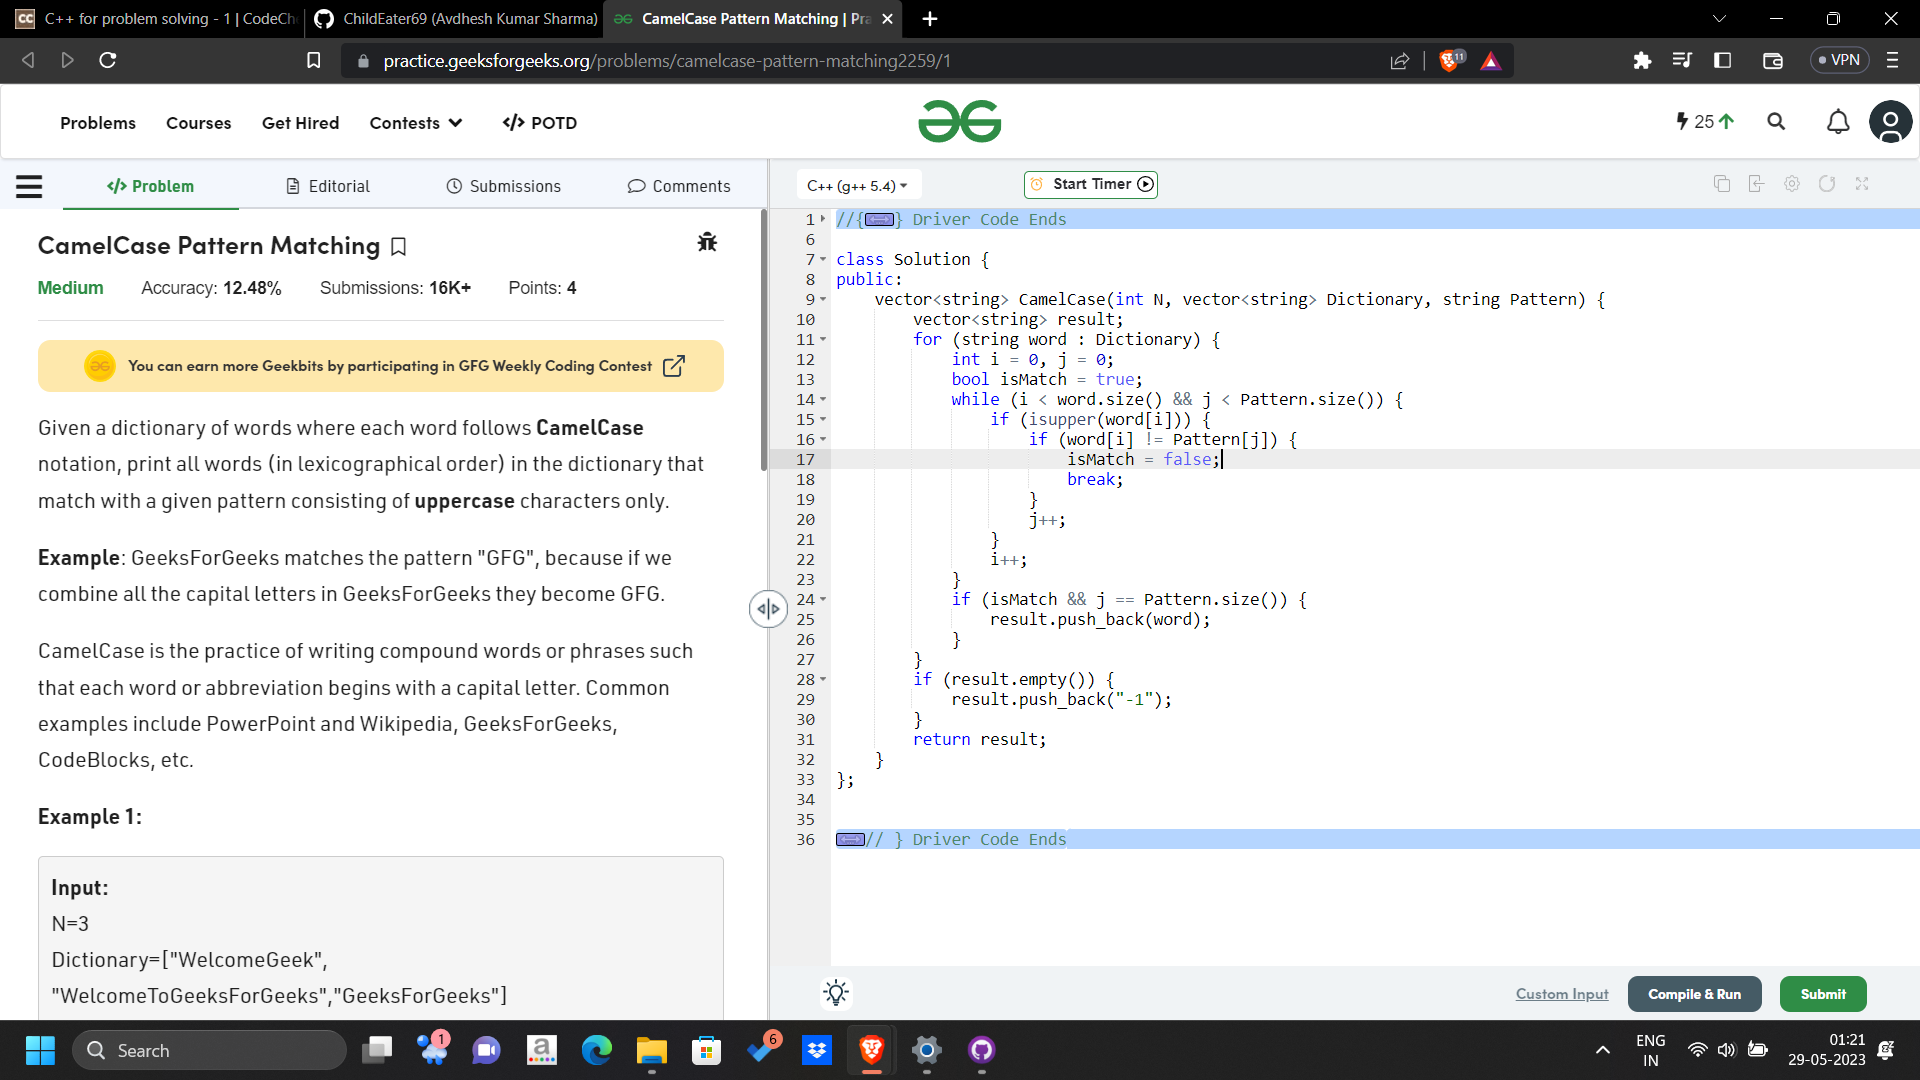 C++ for problem solving - 1 | CodeChe
ChildEater69 (Avdhesh Kumar Sharma)
CamelCase Pattern Matching | Pra
practice.geeksforgeeks.org/problems/camelcase-pattern-matching2259/1
11
VPN
Problems
Courses
Get Hired
Contests
</> POTD
25
</> Problem
Editorial
Submissions
Comments
CamelCase Pattern Matching
Medium
Accuracy: 12.48%
Submissions: 16K+
Points: 4
You can earn more Geekbits by participating in GFG Weekly Coding Contest
Given a dictionary of words where each word follows CamelCase
notation, print all words (in lexicographical order) in the dictionary that
match with a given pattern consisting of uppercase characters only.
Example: GeeksForGeeks matches the pattern "GFG", because if we
combine all the capital letters in GeeksForGeeks they become GFG.
CamelCase is the practice of writing compound words or phrases such
that each word or abbreviation begins with a capital letter. Common
examples include PowerPoint and Wikipedia, GeeksForGeeks,
CodeBlocks, etc.
Example 1:
Input:
N=3
Dictionary=["WelcomeGeek",
"WelcomeToGeeksForGeeks","GeeksForGeeks"]
C++ (g++ 5.4)
Start Timer
1 //{} Driver Code Ends
6
7 class Solution {
8 public:
9 vector<string> CamelCase(int N, vector<string> Dictionary, string Pattern) {
10 vector<string> result;
11 for (string word : Dictionary) {
12 int i = 0, j = 0;
13 bool isMatch = true;
14 while (i < word.size() && j < Pattern.size()) {
15 if (isupper(word[i])) {
16 if (word[i] != Pattern[j]) {
17 isMatch = false;
18 break;
19 }
20 j++;
21 }
22 i++;
23 }
24 if (isMatch && j == Pattern.size()) {
25 result.push_back(word);
26 }
27 }
28 if (result.empty()) {
29 result.push_back("-1");
30 }
31 return result;
32 }
33 };
34
35
36 // } Driver Code Ends
Custom Input
Compile & Run
Submit
Search
1
a
6
ENG
IN
01:21
29-05-2023